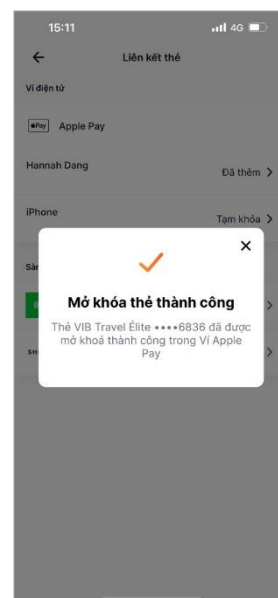 15:11
4G
Liên kết thẻ
Ví điện tử
Pay Apple Pay
Hannah Dang
Đã thêm
iPhone
Tạm khóa
Sàn
Mở khóa thẻ thành công
Thẻ VIB Travel Élite ••••6836 đã được
mở khoá thành công trong Ví Apple
Pay
SH